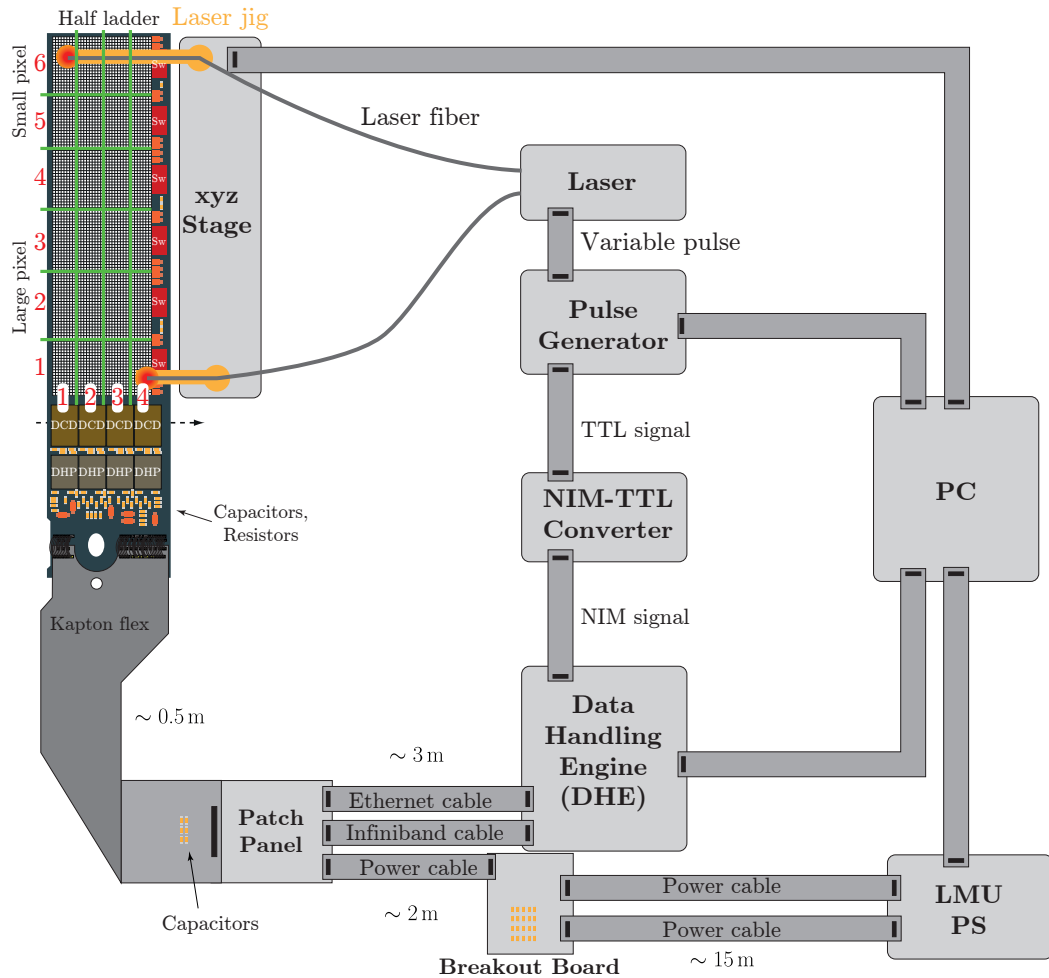 Half ladder
Laser jig
Small pixel
Large pixel
6
5
4
3
2
1
Sw
Sw
Sw
Sw
Sw
Sw
1 2 3 4
DCD DCD DCD DCD
DHP DHP DHP DHP
xyz
Stage
Laser fiber
Laser
Variable pulse
Pulse
Generator
TTL signal
NIM-TTL
Converter
PC
NIM signal
Capacitors,
Resistors
Kapton flex
∼ 0.5 m
Data
Handling
Engine
(DHE)
∼ 3 m
Ethernet cable
Infiniband cable
Power cable
Patch
Panel
Capacitors
∼ 2 m
Power cable
Power cable
LMU
PS
∼ 15 m
Breakout Board